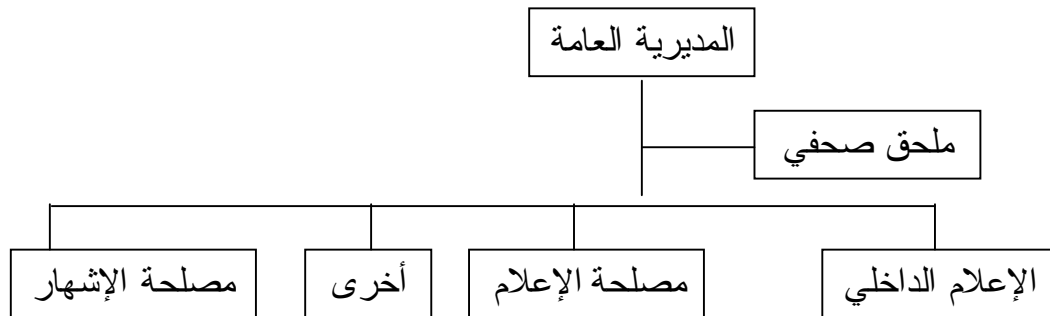 المديرية العامة
ملحق صحفي
الإعلام الداخلي
مصلحة الإعلام
أخرى
مصلحة الإشهار